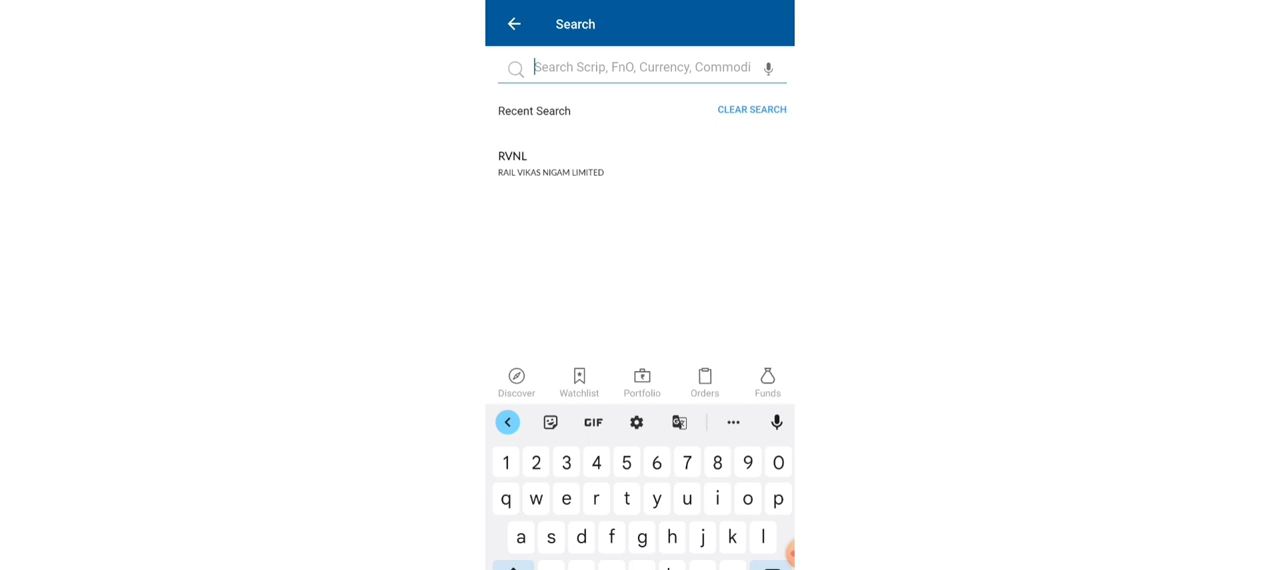 Search
Search Scrip, FnO, Currency, Commodi
Recent Search CLEAR SEARCH
RVNL
RAIL VIKAS NIGAM LIMITED
Discover Watchlist Portfolio Orders Funds
GIF
1 2 3 4 5 6 7 8 9 0
q w e r t y u i o p
a s d f g h j k l